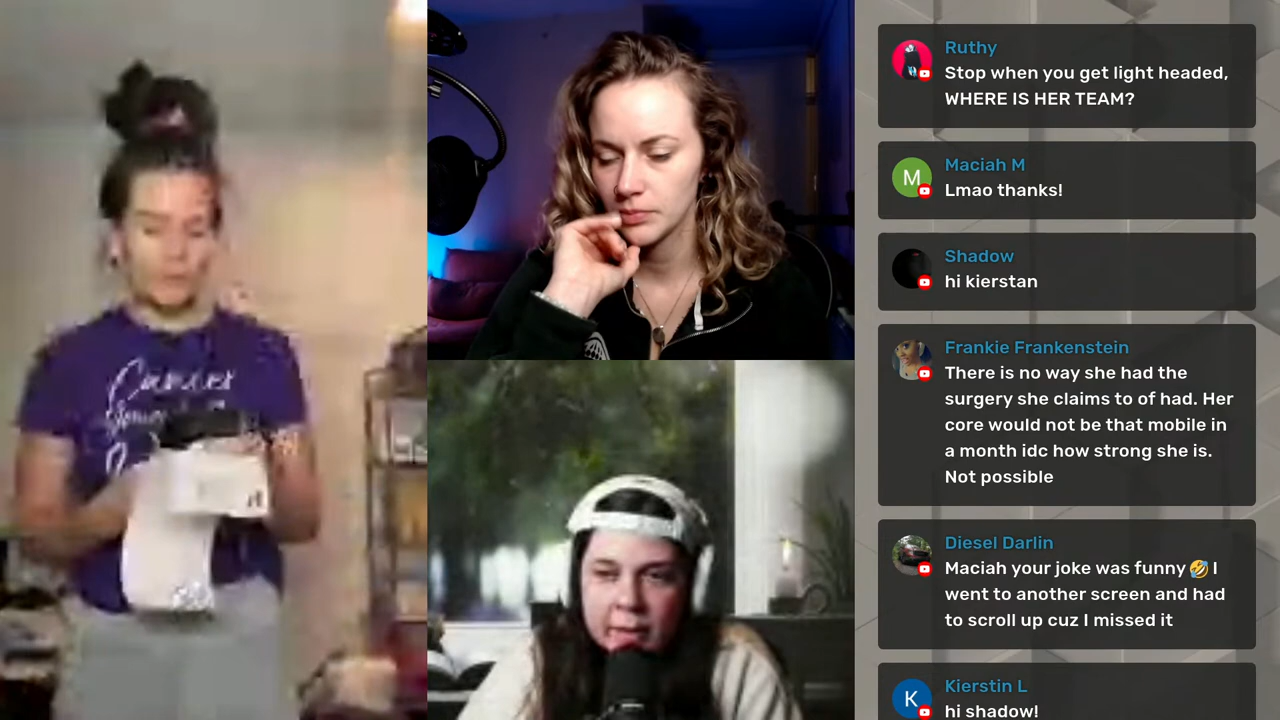 Cancer
Ruthy
Stop when you get light headed,
WHERE IS HER TEAM?
M
Maciah M
Lmao thanks!
Shadow
hi kierstan
Frankie Frankenstein
There is no way she had the
surgery she claims to of had. Her
core would not be that mobile in
a month idc how strong she is.
Not possible
Diesel Darlin
Maciah your joke was funny🤣 I
went to another screen and had
to scroll up cuz I missed it
K
Kierstin L
hi shadow!